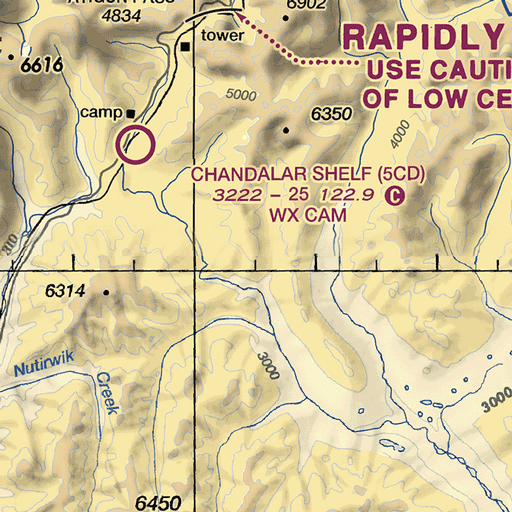 4834
6902
6616
tower
RAPIDLY
USE CAUTI
OF LOW CE
5000
camp
6350
4000
CHANDALAR SHELF (5CD)
3222 - 25 122.9 C
WX CAM
310
6314
Nutirwik
Creek
3000
3000
6450